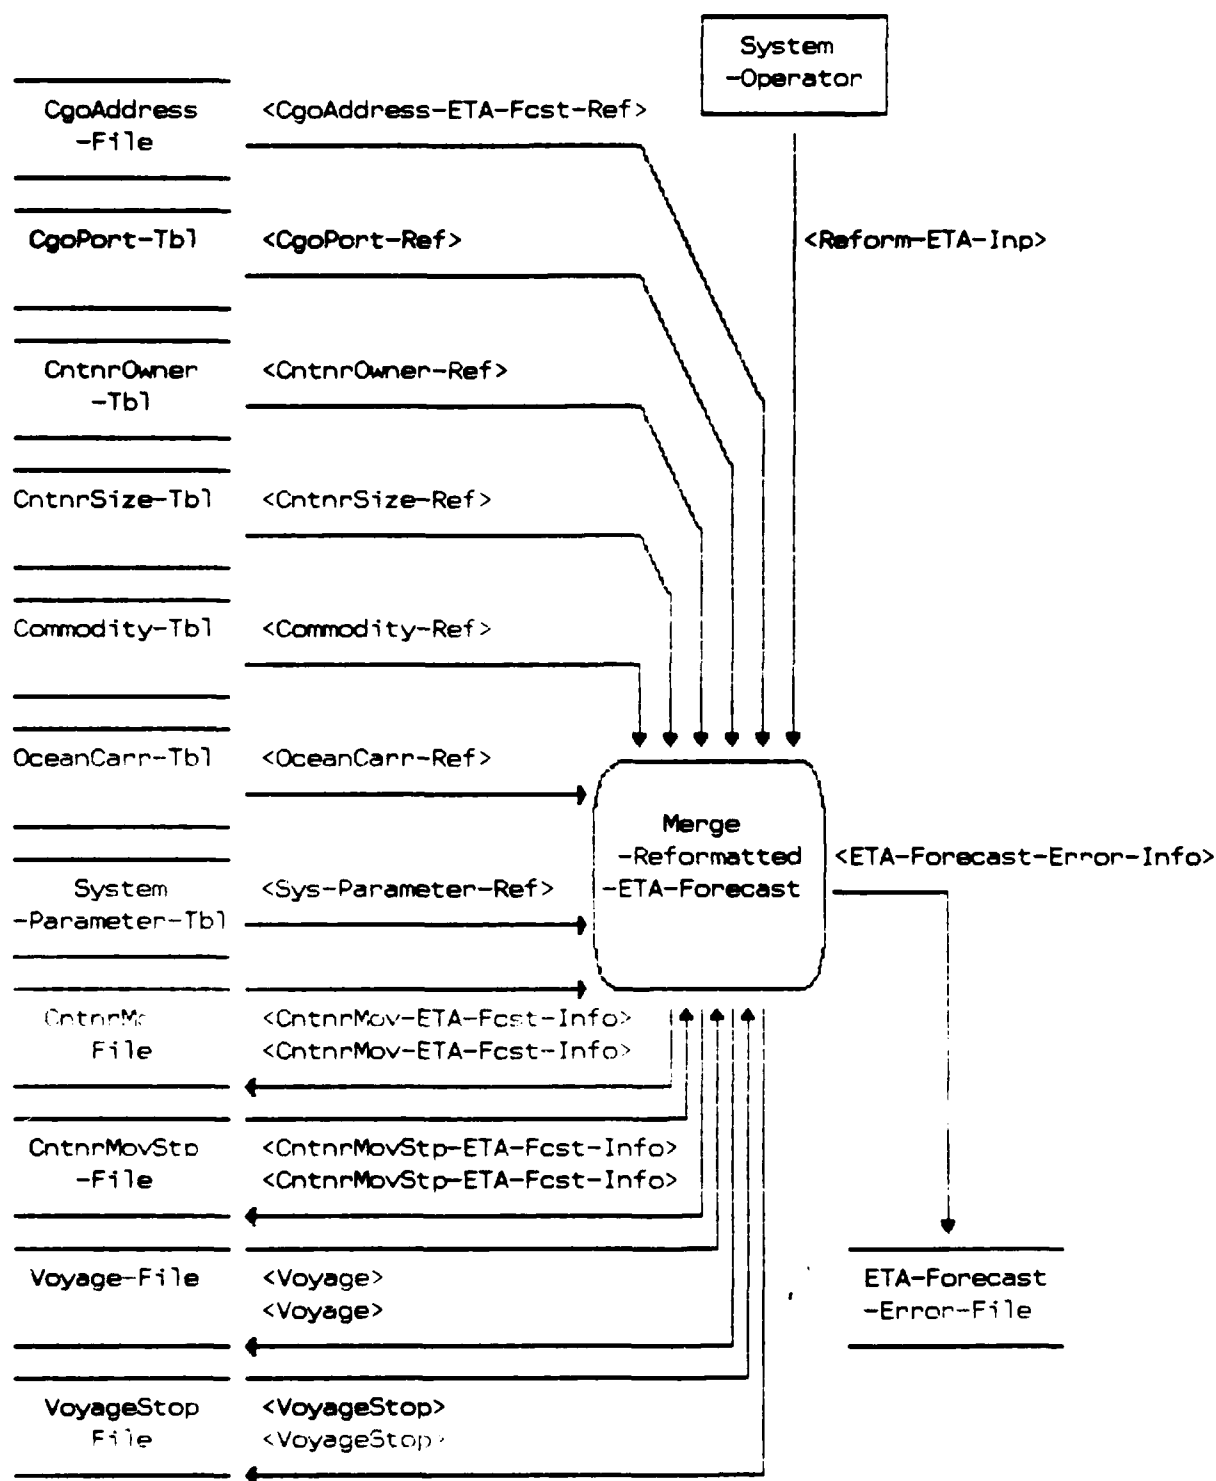 System
-Operator
CgoAddress
-File
<CgoAddress-ETA-Fcst-Ref>
CgoPort-Tbl
<CgoPort-Ref>
<Reform-ETA-Inp>
CntnrOwner
-Tbl
<CntnrOwner-Ref>
CntnrSize-Tbl
<CntnrSize-Ref>
Commodity-Tbl
<Commodity-Ref>
OceanCarr-Tbl
<OceanCarr-Ref>
Merge
-Reformatted
-ETA-Forecast
<ETA-Forecast-Error-Info>
System
-Parameter-Tbl
<Sys-Parameter-Ref>
File
<CntnrMov-ETA-Fcst-Info>
<CntnrMov-ETA-Fcst-Info>
CntnrMovStp
-File
<CntnrMovStp-ETA-Fcst-Info>
<CntnrMovStp-ETA-Fcst-Info>
Voyage-File
<Voyage>
<Voyage>
ETA-Forecast
-Error-File
VoyageStop
File
<VoyageStop>
<VoyageStop>